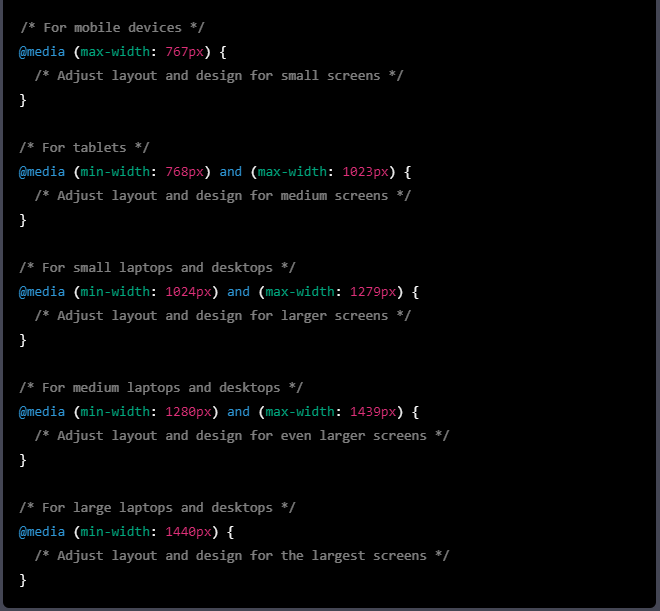 /* For mobile devices */
@media (max-width: 767px) {
/* Adjust layout and design for small screens */
}
/* For tablets */
@media (min-width: 768px) and (max-width: 1023px) {
/* Adjust layout and design for medium screens */
}
/* For small laptops and desktops */
@media (min-width: 1024px) and (max-width: 1279px) {
/* Adjust layout and design for larger screens */
}
/* For medium laptops and desktops */
@media (min-width: 1280px) and (max-width: 1439px) {
/* Adjust layout and design for even larger screens */
}
/* For large laptops and desktops */
@media (min-width: 1440px) {
/* Adjust layout and design for the largest screens */
}